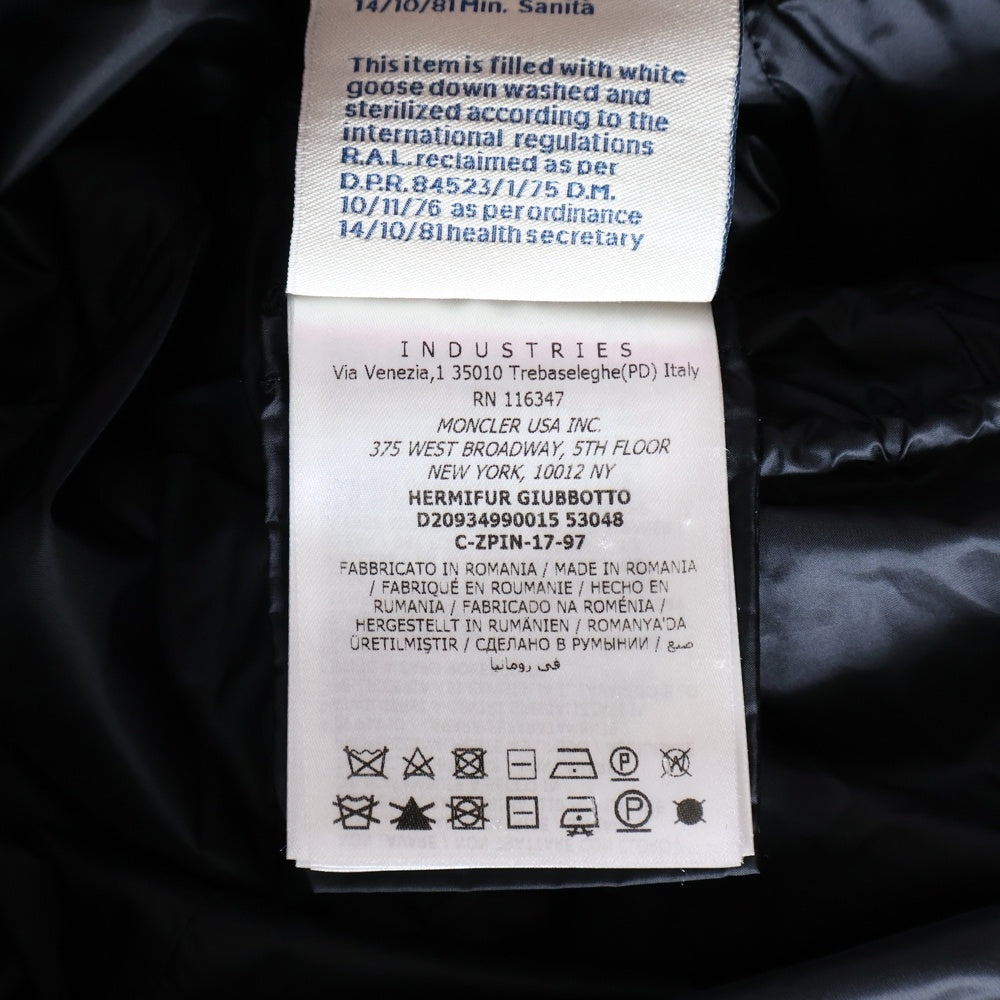 14/10/81 Min. Sanità
This item is filled with white
goose down washed and
sterilized according to the
international regulations
R.A.L. reclaimed as per
D.P.R. 84523/1/75 D.M.
10/11/76 as per ordinance
14/10/81 health secretary
INDUSTRIES
Via Venezia,1 35010 Trebaseleghe(PD) Italy
RN 116347
MONCLER USA INC.
375 WEST BROADWAY, 5TH FLOOR
NEW YORK, 10012 NY
HERMIFUR GIUBBOTTO
D20934990015 53048
C-ZPIN-17-97
FABBRICATO IN ROMANIA / MADE IN ROMANIA
/ FABRIQUÉ EN ROUMANIE / HECHO EN
RUMANIA / FABRICADO NA ROMÉNIA /
HERGESTELLT IN RUMÄNIEN / ROMANYA'DA
ÜRETILMIŞTIR / СДЕЛАНО В РУМЫНИИ / صنع
في رومانيا
P W
P